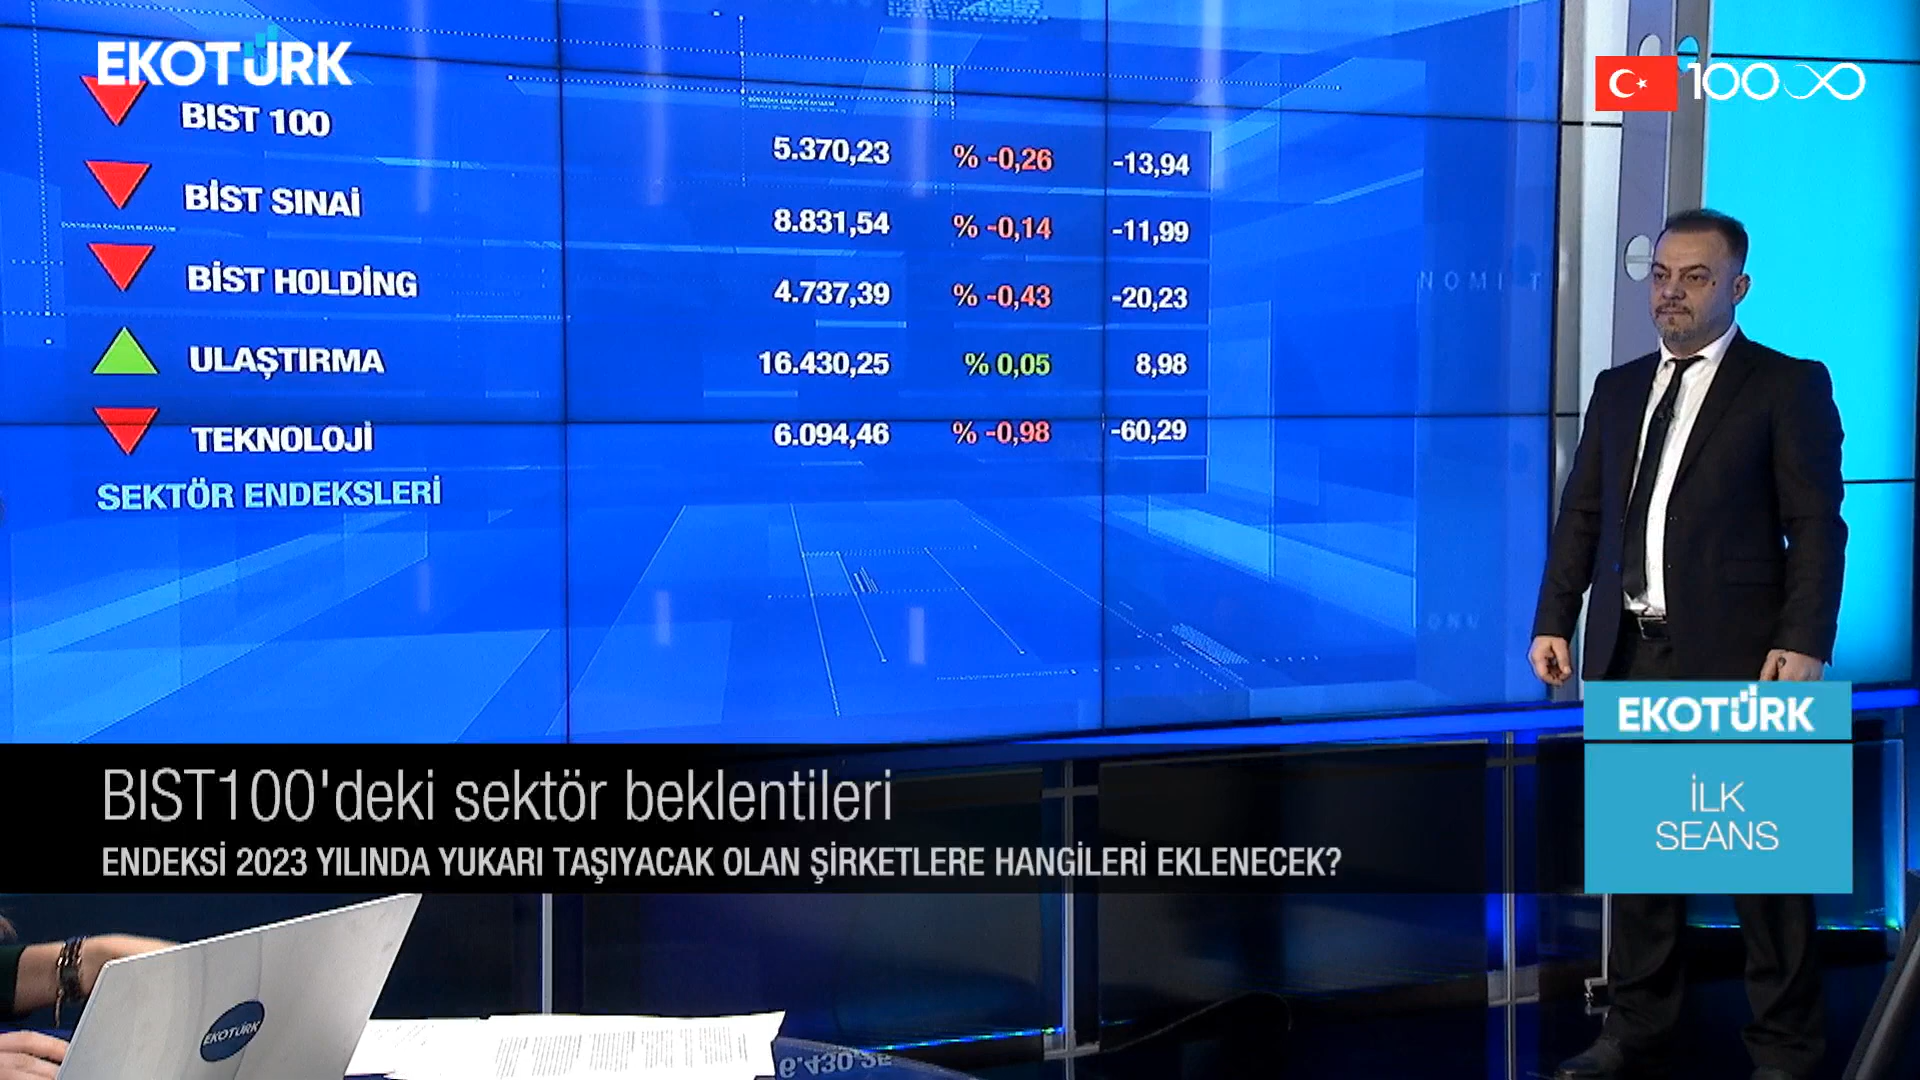 EKOTÜRK
100
BIST 100 5.370,23 % -0,26 -13,94
BİST SINAİ 8.831,54 % -0,14 -11,99
BİST HOLDİNG 4.737,39 % -0,43 -20,23
ULAŞTIRMA 16.430,25 % 0,05 8,98
TEKNOLOJİ 6.094,46 % -0,98 -60,29
SEKTÖR ENDEKSLERİ
NOMİ T
EKOTÜRK
İLK
SEANS
BIST100'deki sektör beklentileri
ENDEKSİ 2023 YILINDA YUKARI TAŞIYACAK OLAN ŞİRKETLERE HANGİLERİ EKLENECEK?
EKOTÜRK